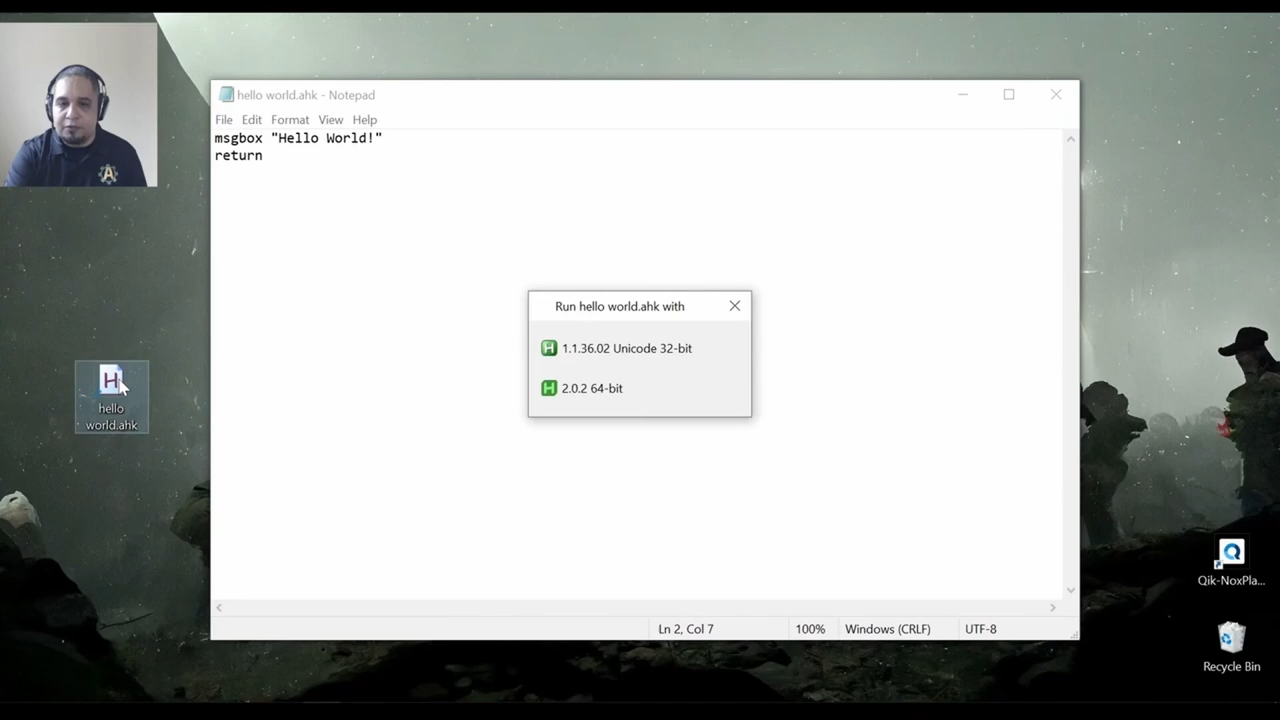 hello world.ahk - Notepad
File Edit Format View Help
msgbox "Hello World!"
return
Run hello world.ahk with
1.1.36.02 Unicode 32-bit
2.0.2 64-bit
hello
world.ahk
Ln 2, Col 7
100%
Windows (CRLF)
UTF-8
Qik-NoxPla...
Recycle Bin
A